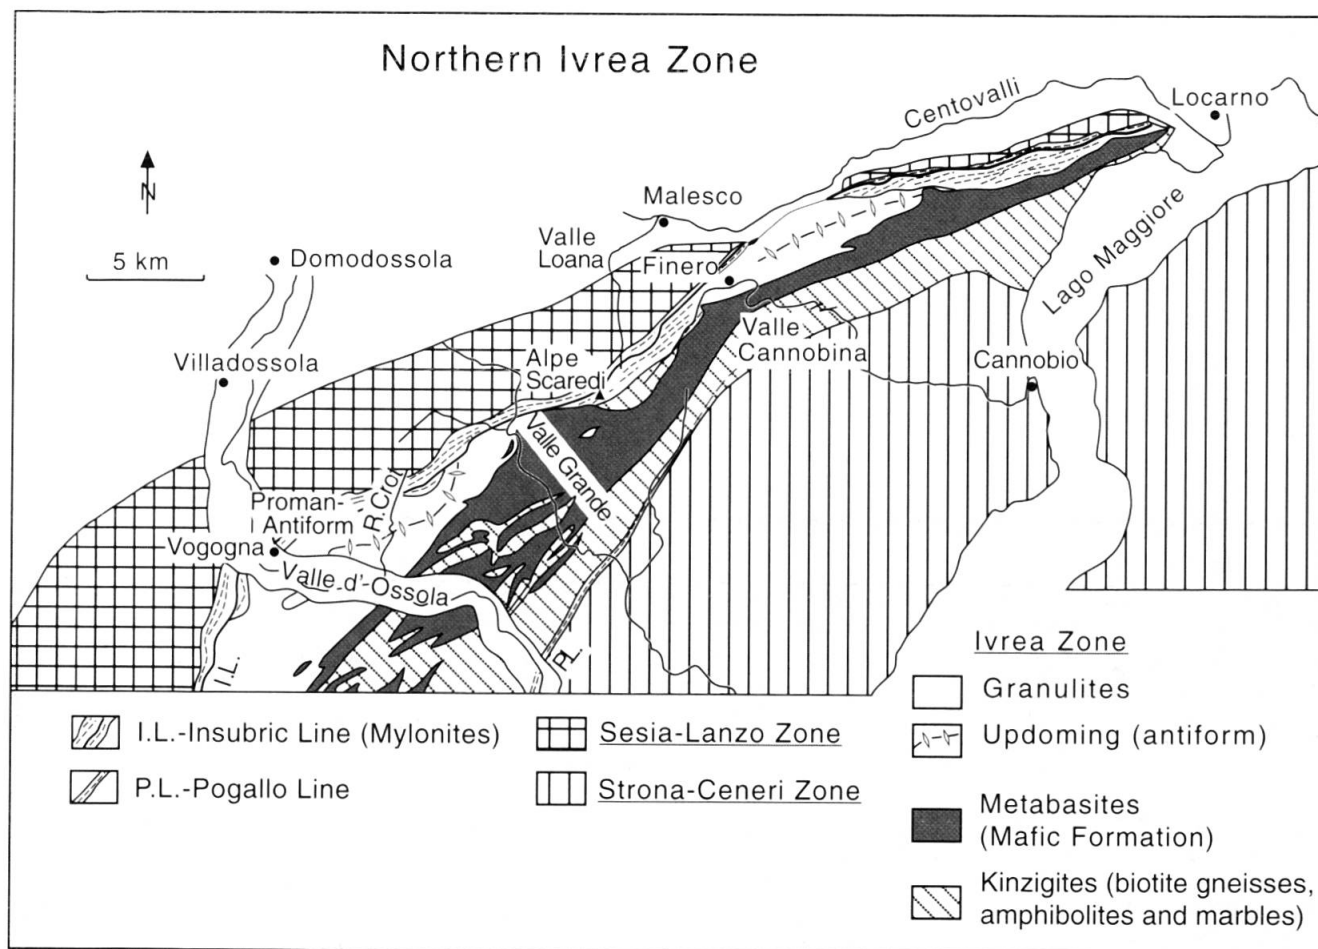 Northern Ivrea Zone
Centovalli
Locarno
N
Malesco
Valle
Loana
5 km
Domodossola
Finero
Lago Maggiore
Villadossola
Alpe
Scaredi
Valle
Cannobina
Cannobio
Valle Grande
Proman-
Antiform
R.Crot
Vogogna
Valle d'Ossola
I.L.
P.L.
I.L.-Insubric Line (Mylonites)
P.L.-Pogallo Line
Sesia-Lanzo Zone
Strona-Ceneri Zone
Ivrea Zone
Granulites
Updoming (antiform)
Metabasites
(Mafic Formation)
Kinzigites (biotite gneisses,
amphibolites and marbles)